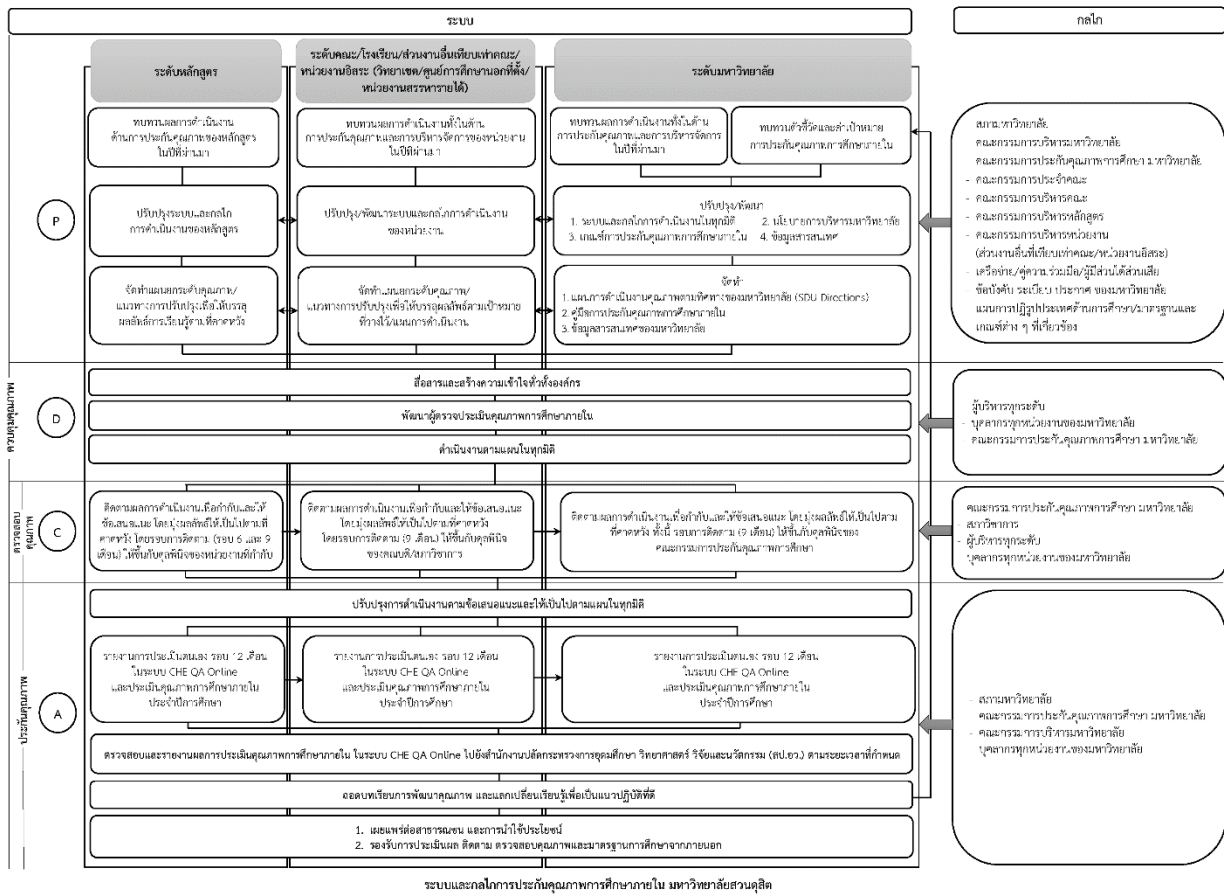 ระบบ
กลไก
ระดับหลักสูตร
ระดับคณะ/โรงเรียน/ส่วนงานอื่นเทียบเท่าคณะ/
หน่วยงานอิสระ (วิทยาเขต/ศูนย์การศึกษานอกที่ตั้ง/
หน่วยงานสรรหารายได้)
ระดับมหาวิทยาลัย
P
ทบทวนผลการดำเนินงาน
ด้านการประกันคุณภาพของหลักสูตร
ในปีที่ผ่านมา
ทบทวนผลการดำเนินงานทั้งในด้าน
การประกันคุณภาพและการบริหารจัดการของหน่วยงาน
ในปีที่ผ่านมา
ทบทวนผลการดำเนินงานทั้งในด้าน
การประกันคุณภาพและการบริหารจัดการ
ในปีที่ผ่านมา
ทบทวนตัวชี้วัดและค่าเป้าหมาย
การประกันคุณภาพการศึกษาภายใน
ปรับปรุงระบบและกลไก
การดำเนินงานของหลักสูตร
ปรับปรุง/พัฒนาระบบและกลไกการดำเนินงาน
ของหน่วยงาน
ปรับปรุง/พัฒนา
1. ระบบและกลไกการดำเนินงานในทุกมิติ 2. นโยบายการบริหารมหาวิทยาลัย
3. เกณฑ์การประกันคุณภาพการศึกษาภายใน 4. ข้อมูลสารสนเทศ
จัดทำแผนยกระดับคุณภาพ/
แนวทางการปรับปรุงเพื่อให้บรรลุ
ผลลัพธ์การเรียนรู้ตามที่คาดหวัง
จัดทำแผนยกระดับคุณภาพ/
แนวทางการปรับปรุงเพื่อให้บรรลุผลลัพธ์ตามเป้าหมาย
ที่วางไว้/แผนการดำเนินงาน
จัดทำ
1. แผนการดำเนินงานคุณภาพตามทิศทางของมหาวิทยาลัย (SDU Directions)
2. คู่มือการประกันคุณภาพการศึกษาภายใน
3. ข้อมูลสารสนเทศของมหาวิทยาลัย
สภามหาวิทยาลัย
คณะกรรมการบริหารมหาวิทยาลัย
คณะกรรมการประกันคุณภาพการศึกษา มหาวิทยาลัย
- คณะกรรมการประจำคณะ
- คณะกรรมการบริหารคณะ
- คณะกรรมการบริหารหลักสูตร
- คณะกรรมการบริหารหน่วยงาน
(ส่วนงานอื่นที่เทียบเท่าคณะ/หน่วยงานอิสระ)
- เครือข่าย/คู่ความร่วมมือ/ผู้มีส่วนได้ส่วนเสีย
ข้อบังคับ ระเบียบ ประกาศ ของมหาวิทยาลัย
แผนการปฏิรูปประเทศด้านการศึกษา/มาตรฐานและ
เกณฑ์ต่าง ๆ ที่เกี่ยวข้อง
ควบคุมคุณภาพ
D
สื่อสารและสร้างความเข้าใจทั่วทั้งองค์กร
พัฒนาผู้ตรวจประเมินคุณภาพการศึกษาภายใน
ดำเนินงานตามแผนในทุกมิติ
ผู้บริหารทุกระดับ
- บุคลากรทุกหน่วยงานของมหาวิทยาลัย
คณะกรรมการประกันคุณภาพการศึกษา มหาวิทยาลัย
ตรวจสอบ
คุณภาพ
C
ติดตามผลการดำเนินงานเพื่อกำกับและให้
ข้อเสนอแนะ โดยมุ่งผลลัพธ์ให้เป็นไปตามที่
คาดหวัง โดยรอบการติดตาม (รอบ 6 และ 9
เดือน) ให้ขึ้นกับดุลพินิจของหน่วยงานที่กำกับ
ติดตามผลการดำเนินงานเพื่อกำกับและให้ข้อเสนอแนะ
โดยมุ่งผลลัพธ์ให้เป็นไปตามที่คาดหวัง
โดยรอบการติดตาม (9 เดือน) ให้ขึ้นกับดุลพินิจ
ของคณบดี/สภาวิชาการ
ติดตามผลการดำเนินงานเพื่อกำกับและให้ข้อเสนอแนะ โดยมุ่งผลลัพธ์ให้เป็นไปตาม
ที่คาดหวัง ทั้งนี้ รอบการติดตาม (9 เดือน) ให้ขึ้นกับดุลพินิจของ
คณะกรรมการประกันคุณภาพการศึกษา
คณะกรรมการประกันคุณภาพการศึกษา มหาวิทยาลัย
- สภาวิชาการ
- ผู้บริหารทุกระดับ
บุคลากรทุกหน่วยงานของมหาวิทยาลัย
ประกันคุณภาพ
A
ปรับปรุงการดำเนินงานตามข้อเสนอแนะและให้เป็นไปตามแผนในทุกมิติ
รายงานการประเมินตนเอง รอบ 12 เดือน
ในระบบ CHE QA Online
และประเมินคุณภาพการศึกษาภายใน
ประจำปีการศึกษา
รายงานการประเมินตนเอง รอบ 12 เดือน
ในระบบ CHE QA Online
และประเมินคุณภาพการศึกษาภายใน
ประจำปีการศึกษา
รายงานการประเมินตนเอง รอบ 12 เดือน
ในระบบ CHE QA Online
และประเมินคุณภาพการศึกษาภายใน
ประจำปีการศึกษา
ตรวจสอบและรายงานผลการประเมินคุณภาพการศึกษาภายใน ในระบบ CHE QA Online ไปยังสำนักงานปลัดกระทรวงการอุดมศึกษา วิทยาศาสตร์ วิจัยและนวัตกรรม (สป.อว.) ตามระยะเวลาที่กำหนด
ถอดบทเรียนการพัฒนาคุณภาพ และแลกเปลี่ยนเรียนรู้เพื่อเป็นแนวปฏิบัติที่ดี
1. เผยแพร่ต่อสาธารณชน และการนำใช้ประโยชน์
2. รองรับการประเมินผล ติดตาม ตรวจสอบคุณภาพและมาตรฐานการศึกษาจากภายนอก
- สภามหาวิทยาลัย
คณะกรรมการประกันคุณภาพการศึกษา มหาวิทยาลัย
- คณะกรรมการบริหารมหาวิทยาลัย
บุคลากรทุกหน่วยงานของมหาวิทยาลัย
ระบบและกลไกการประกันคุณภาพการศึกษาภายใน มหาวิทยาลัยสวนดุสิต